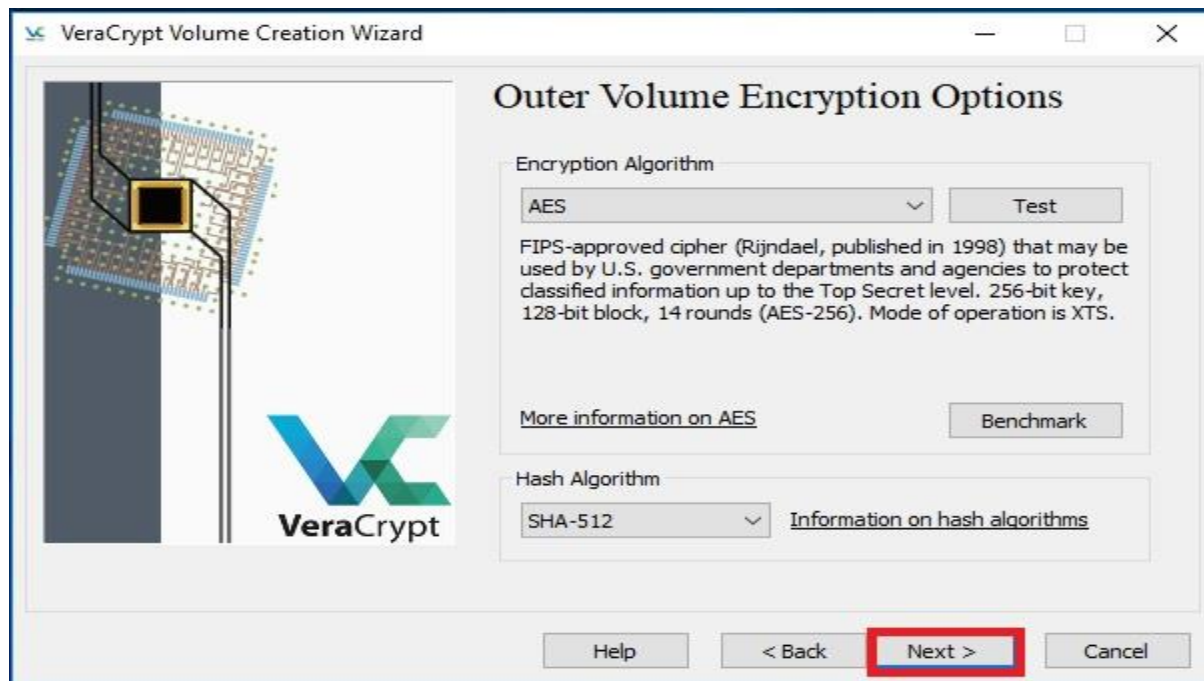 VeraCrypt Volume Creation Wizard
Outer Volume Encryption Options
Encryption Algorithm
AES
Test
FIPS-approved cipher (Rijndael, published in 1998) that may be
used by U.S. government departments and agencies to protect
classified information up to the Top Secret level. 256-bit key,
128-bit block, 14 rounds (AES-256). Mode of operation is XTS.
More information on AES
Benchmark
Hash Algorithm
SHA-512
Information on hash algorithms
VeraCrypt
Help
< Back
Next >
Cancel